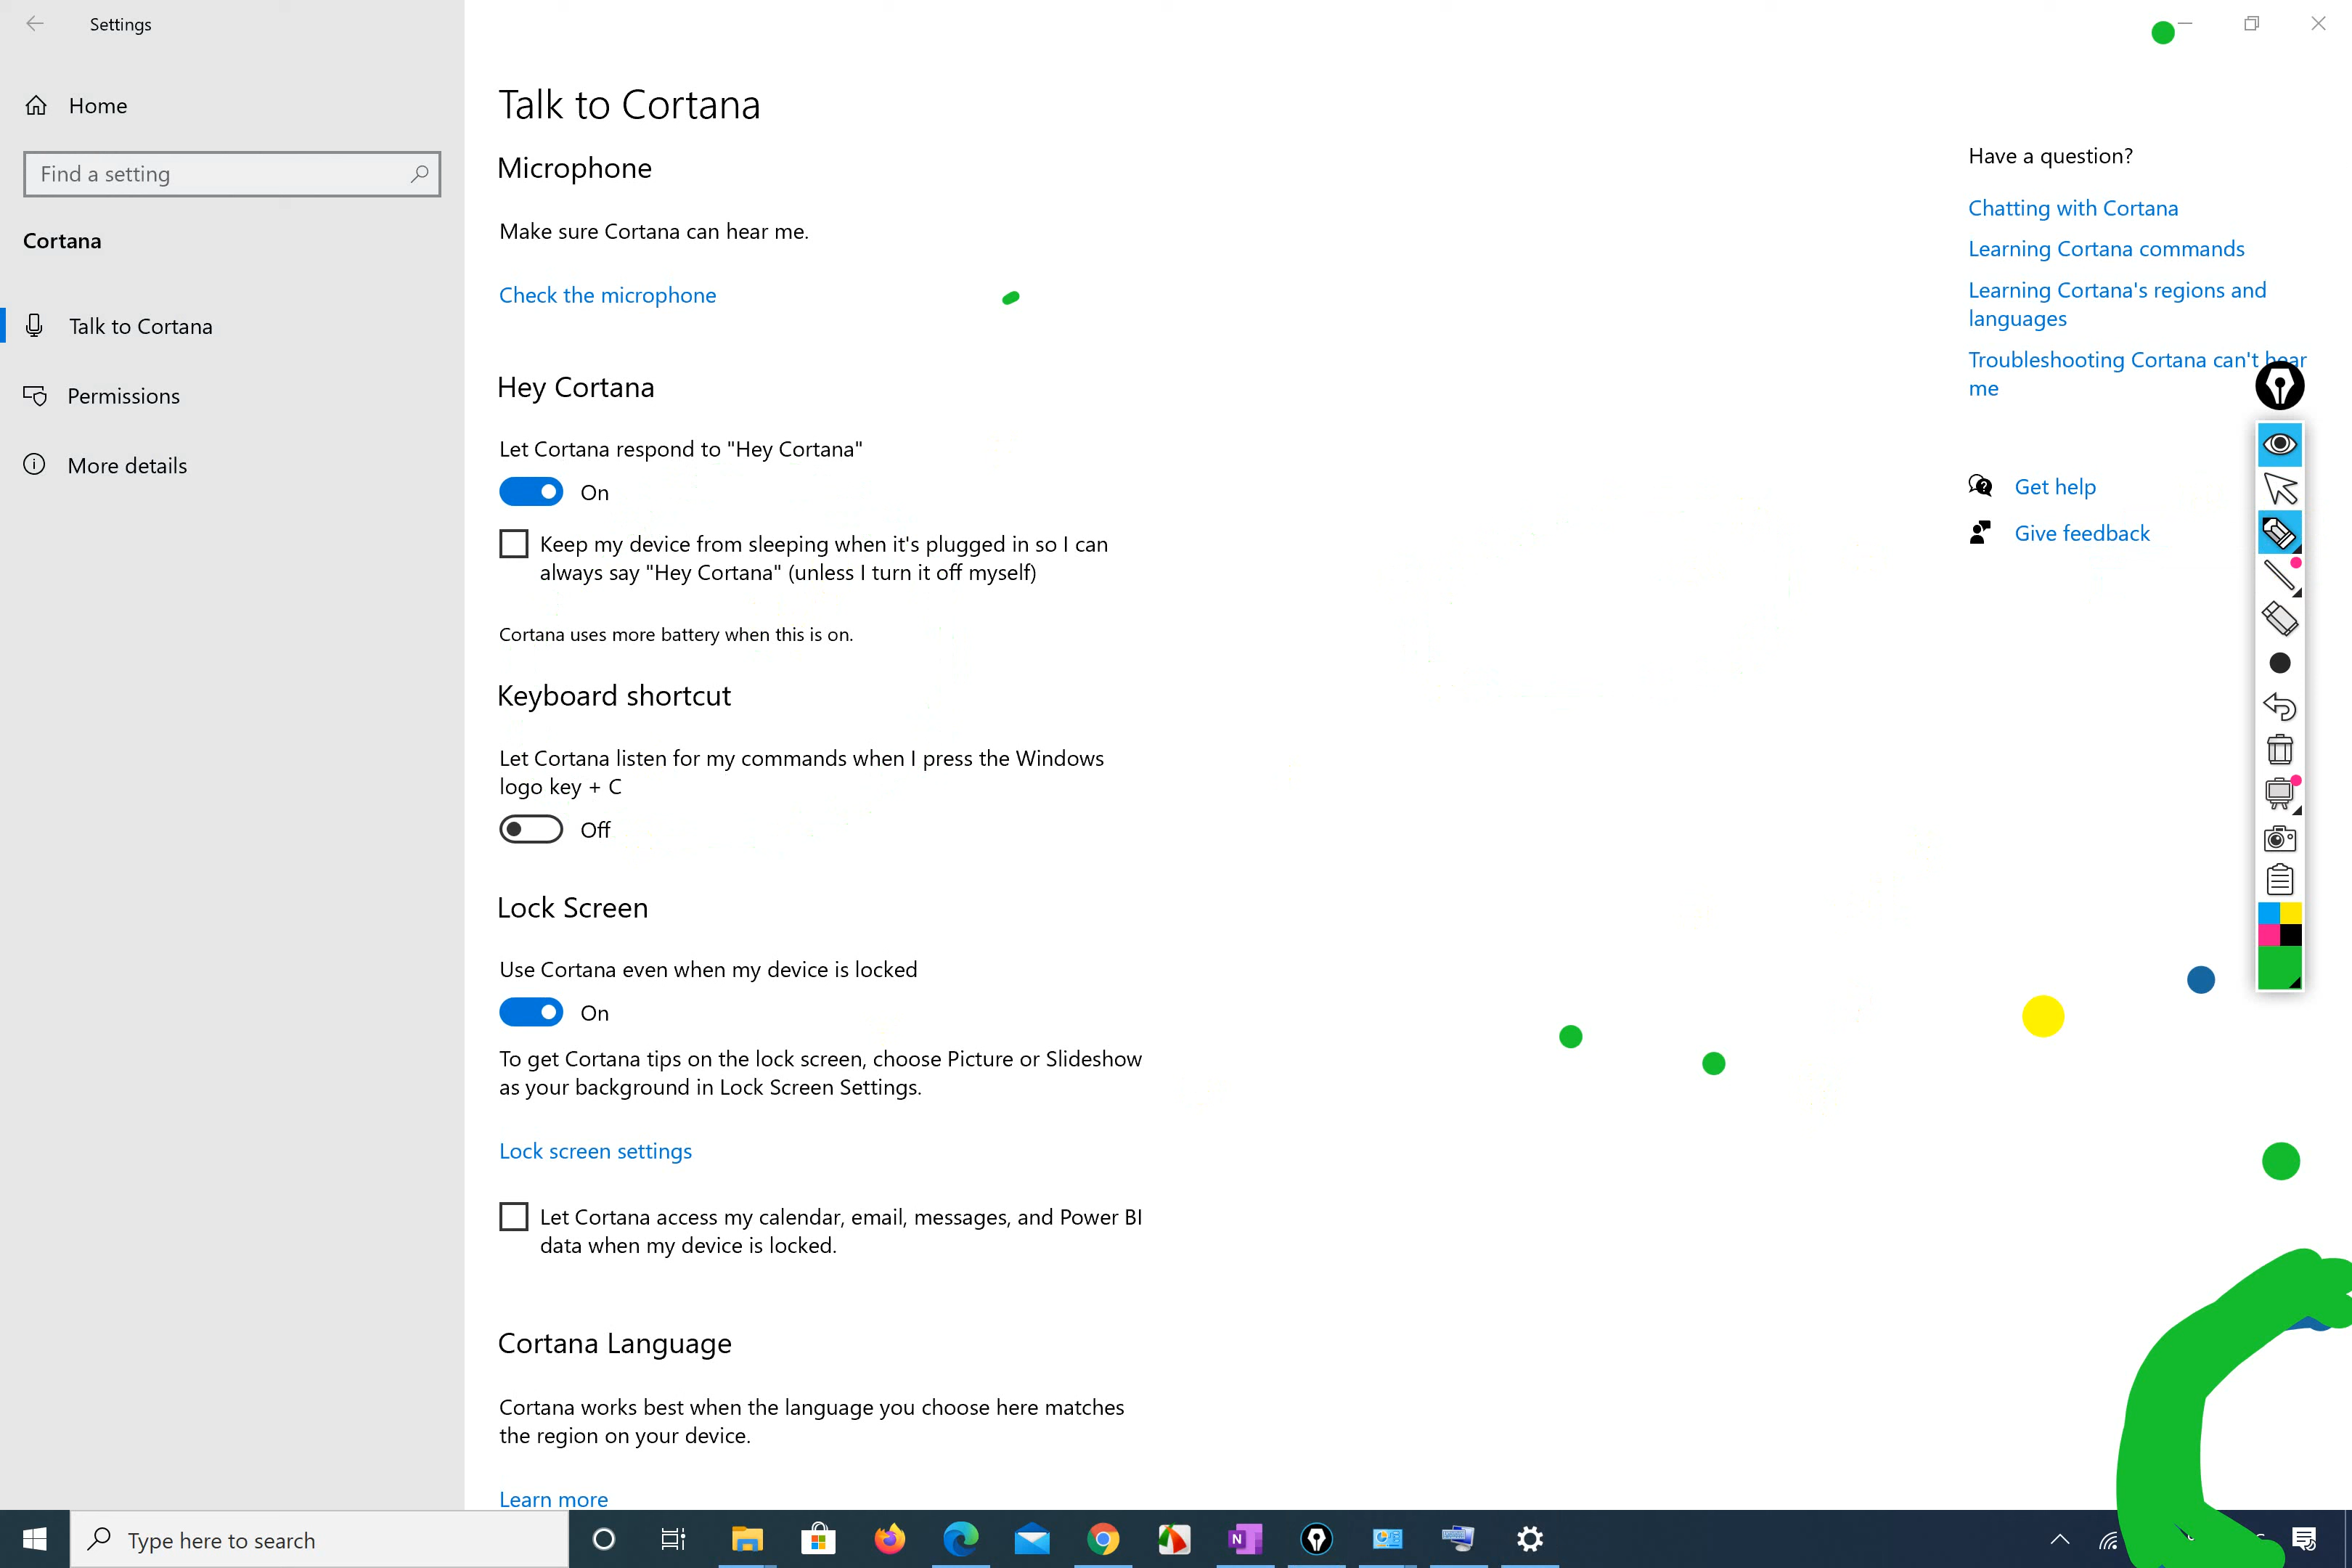 Settings
Home
Find a setting
Cortana
Talk to Cortana
Permissions
More details
Talk to Cortana
Microphone
Make sure Cortana can hear me.
Check the microphone
Hey Cortana
Let Cortana respond to "Hey Cortana"
On
Keep my device from sleeping when it's plugged in so I can
always say "Hey Cortana" (unless I turn it off myself)
Cortana uses more battery when this is on.
Keyboard shortcut
Let Cortana listen for my commands when I press the Windows
logo key + C
Off
Lock Screen
Use Cortana even when my device is locked
On
To get Cortana tips on the lock screen, choose Picture or Slideshow
as your background in Lock Screen Settings.
Lock screen settings
Let Cortana access my calendar, email, messages, and Power BI
data when my device is locked.
Cortana Language
Cortana works best when the language you choose here matches
the region on your device.
Learn more
Have a question?
Chatting with Cortana
Learning Cortana commands
Learning Cortana's regions and
languages
Troubleshooting Cortana can't hear
me
Get help
Give feedback
Type here to search